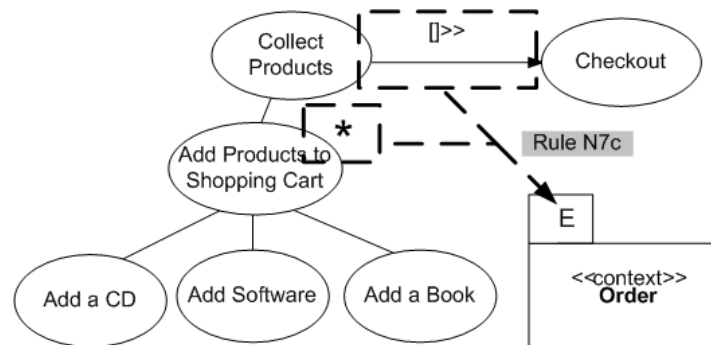 Collect
Products
[]>>
Checkout
*
Add Products to
Shopping Cart
Rule N7c
E
<<context>>
Order
Add a CD
Add Software
Add a Book